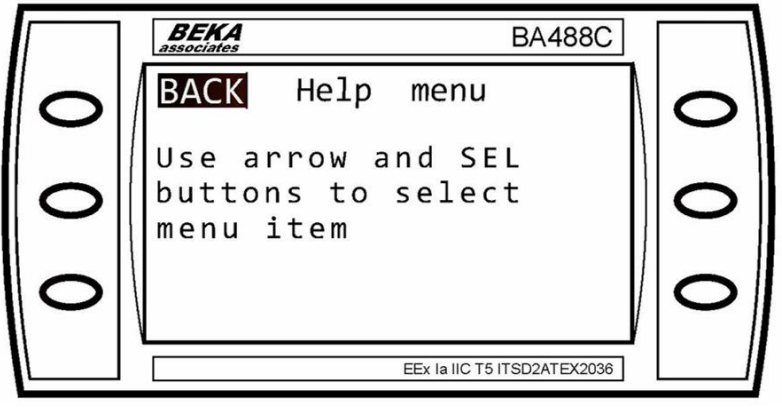 BEKA
associates
BA488C
BACK Help menu
Use arrow and SEL
buttons to select
menu item
EEx Ia IIC T5 ITSD2ATEX2036